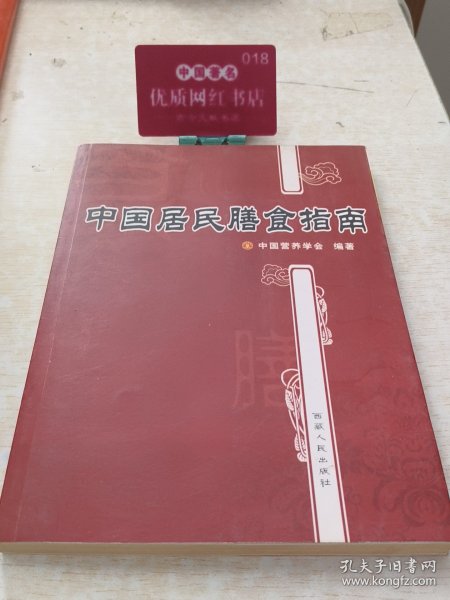 018
中国著名
优质网红书店
中国居民膳食指南
中国营养学会 编著
膳
西藏人民出版社
孔夫子旧书网
www.kongfz.com